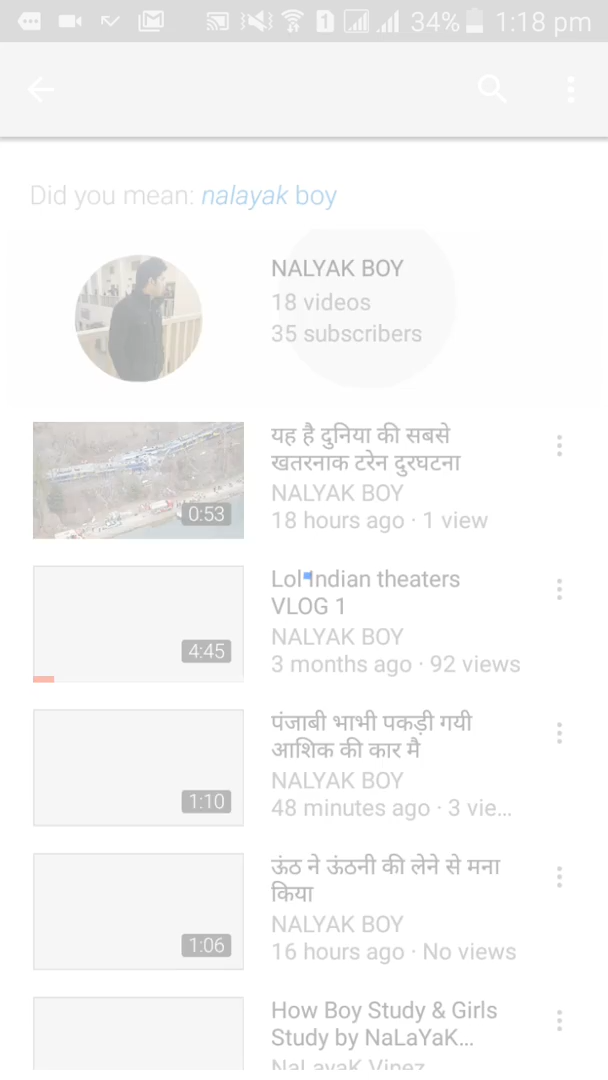 34% 1:18 pm
Did you mean: nalayak boy
NALYAK BOY
18 videos
35 subscribers
यह है दुनिया की सबसे
खतरनाक टरेन दुरघटना
NALYAK BOY
18 hours ago · 1 view
0:53
Lol Indian theaters
VLOG 1
NALYAK BOY
3 months ago · 92 views
4:45
पंजाबी भाभी पकड़ी गयी
आशिक की कार मै
NALYAK BOY
48 minutes ago · 3 vie...
1:10
ऊंठ ने ऊंठनी की लेने से मना
किया
NALYAK BOY
16 hours ago · No views
1:06
How Boy Study & Girls
Study by NaLaYaK...
NaLayaK Vinez